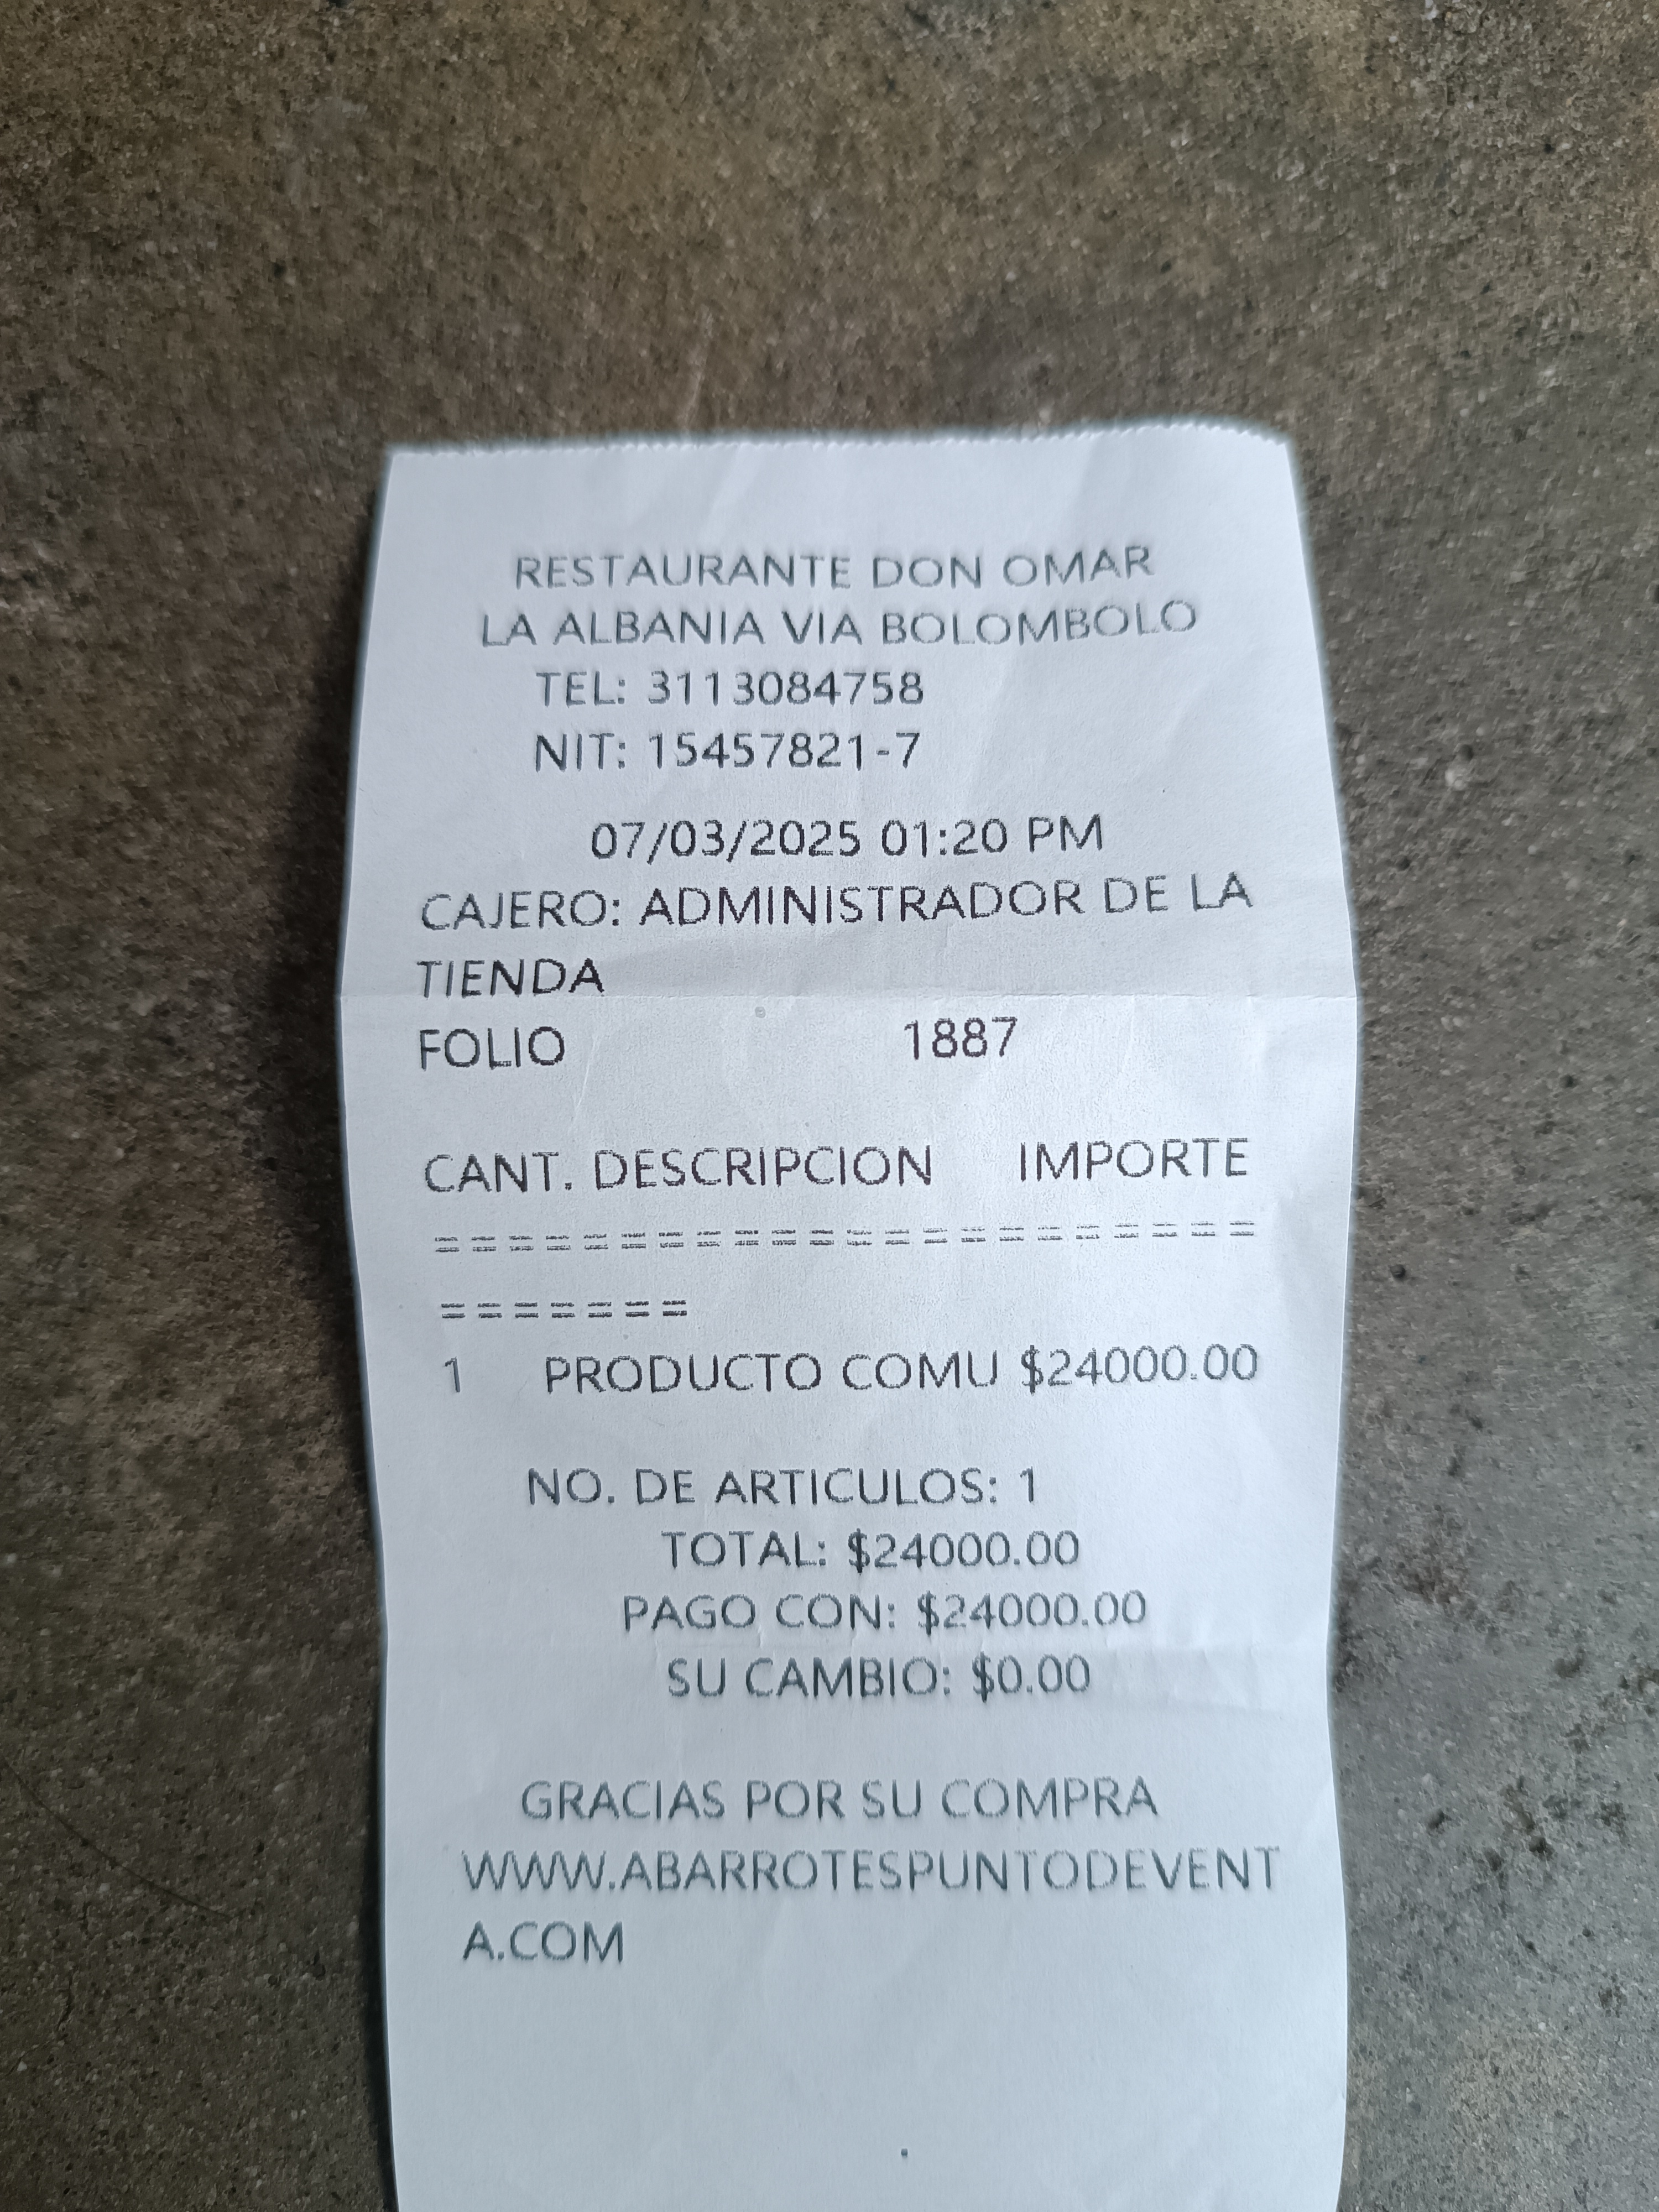 RESTAURANTE DON OMAR
LA ALBANIA VIA BOLOMBOLO
TEL: 3113084758
NIT: 15457821-7
07/03/2025 01:20 PM
CAJERO: ADMINISTRADOR DE LA
TIENDA
FOLIO 1887
CANT. DESCRIPCION IMPORTE
======================
=======
1 PRODUCTO COMU $24000.00
NO. DE ARTICULOS: 1
TOTAL: $24000.00
PAGO CON: $24000.00
SU CAMBIO: $0.00
GRACIAS POR SU COMPRA
WWW.ABARROTESPUNTODEVENT
A.COM